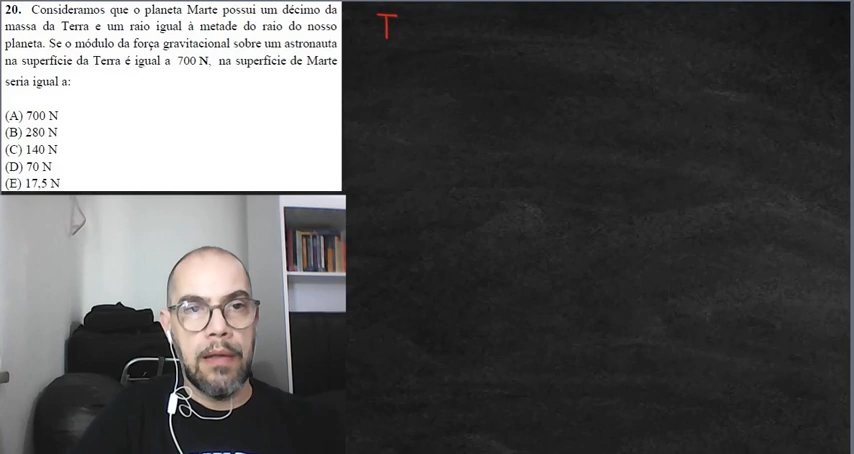 20. Consideramos que o planeta Marte possui um décimo da
massa da Terra e um raio igual à metade do raio do nosso
planeta. Se o módulo da força gravitacional sobre um astronauta
na superfície da Terra é igual a 700 N, na superfície de Marte
seria igual a:
(A) 700 N
(B) 280 N
(C) 140 N
(D) 70 N
(E) 17,5 N
T